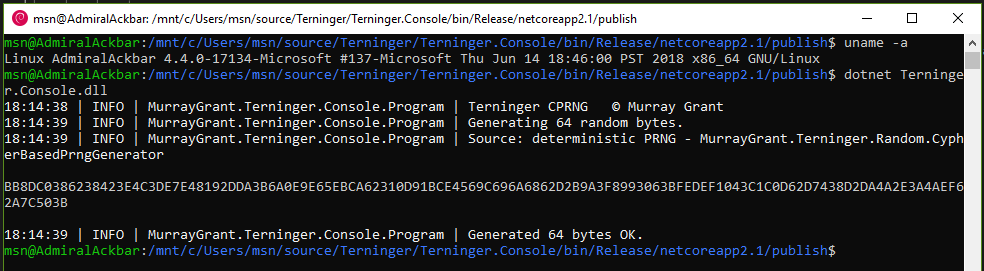 msn@AdmiralAckbar: /mnt/c/Users/msn/source/Terninger/Terninger.Console/bin/Release/netcoreapp2.1/publish
msn@AdmiralAckbar:/mnt/c/Users/msn/source/Terninger/Terninger.Console/bin/Release/netcoreapp2.1/publish$ uname -a
Linux AdmiralAckbar 4.4.0-17134-Microsoft #137-Microsoft Thu Jun 14 18:46:00 PST 2018 x86_64 GNU/Linux
msn@AdmiralAckbar:/mnt/c/Users/msn/source/Terninger/Terninger.Console/bin/Release/netcoreapp2.1/publish$ dotnet Terninge
r.Console.dll
18:14:38 | INFO | MurrayGrant.Terninger.Console.Program | Terninger CPRNG   © Murray Grant
18:14:39 | INFO | MurrayGrant.Terninger.Console.Program | Generating 64 random bytes.
18:14:39 | INFO | MurrayGrant.Terninger.Console.Program | Source: deterministic PRNG - MurrayGrant.Terninger.Random.Cyph
erBasedPrngGenerator
BB8DC0386238423E4C3DE7E48192DDA3B6A0E9E65EBCA62310D91BCE4569C696A6862D2B9A3F8993063BFEDEF1043C1C0D62D7438D2DA4A2E3A4AEF6
2A7C503B
18:14:39 | INFO | MurrayGrant.Terninger.Console.Program | Generated 64 bytes OK.
msn@AdmiralAckbar:/mnt/c/Users/msn/source/Terninger/Terninger.Console/bin/Release/netcoreapp2.1/publish$